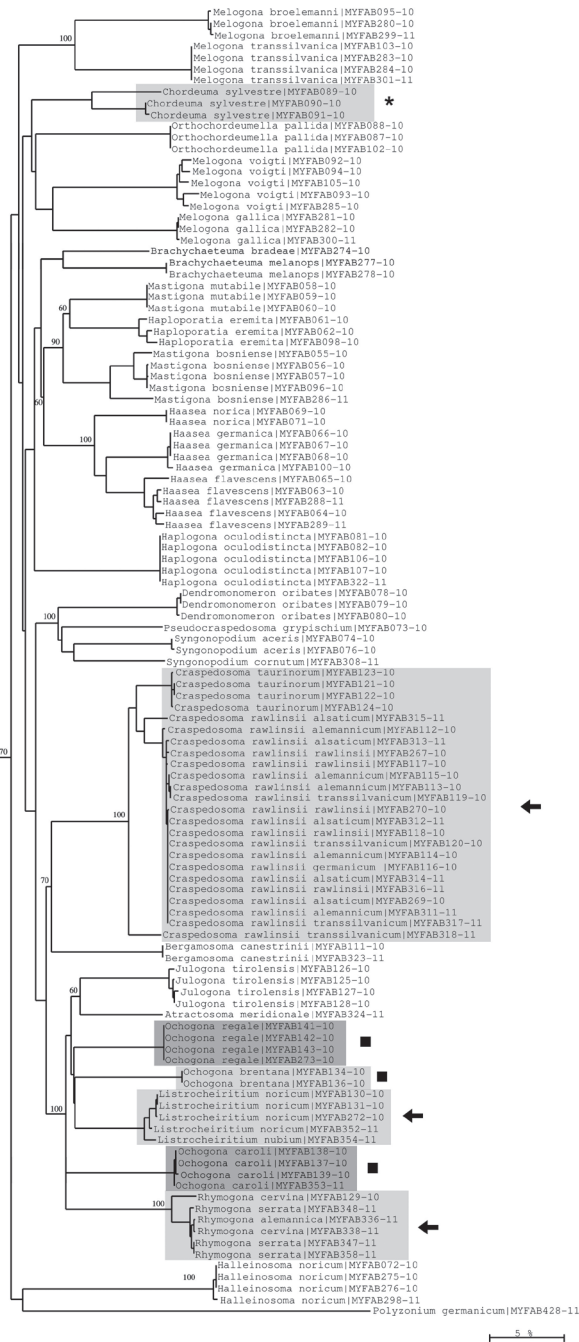 Melogona broelemanni|MYFAB095-10
Melogona broelemanni|MYFAB280-10
Melogona broelemanni|MYFAB299-11
100
Melogona transsilvanica|MYFAB103-10
Melogona transsilvanica|MYFAB283-10
Melogona transsilvanica|MYFAB284-10
Melogona transsilvanica|MYFAB301-11
Chordeuma sylvestre|MYFAB089-10
Chordeuma sylvestre|MYFAB090-10
*
Chordeuma sylvestre|MYFAB091-10
Orthochordeumella pallida|MYFAB088-10
Orthochordeumella pallida|MYFAB087-10
Orthochordeumella pallida|MYFAB102-10
Melogona voigti|MYFAB092-10
Melogona voigti|MYFAB094-10
Melogona voigti|MYFAB105-10
Melogona voigti|MYFAB093-10
Melogona voigti|MYFAB285-10
Melogona gallica|MYFAB281-10
Melogona gallica|MYFAB282-10
Melogona gallica|MYFAB300-11
Brachychaeteuma bradeae|MYFAB274-10
Brachychaeteuma melanops|MYFAB277-10
Brachychaeteuma melanops|MYFAB278-10
Mastigona mutabile|MYFAB058-10
Mastigona mutabile|MYFAB059-10
60
Mastigona mutabile|MYFAB060-10
Haploporatia eremita|MYFAB061-10
Haploporatia eremita|MYFAB062-10
Haploporatia eremita|MYFAB098-10
90
Mastigona bosniense|MYFAB055-10
Mastigona bosniense|MYFAB056-10
Mastigona bosniense|MYFAB057-10
Mastigona bosniense|MYFAB096-10
Mastigona bosniense|MYFAB286-11
60
Haasea norica|MYFAB069-10
Haasea norica|MYFAB071-10
Haasea germanica|MYFAB066-10
100
Haasea germanica|MYFAB067-10
Haasea germanica|MYFAB068-10
Haasea germanica|MYFAB100-10
Haasea flavescens|MYFAB065-10
Haasea flavescens|MYFAB063-10
Haasea flavescens|MYFAB288-11
Haasea flavescens|MYFAB064-10
Haasea flavescens|MYFAB289-11
Haplogona oculodistincta|MYFAB081-10
Haplogona oculodistincta|MYFAB082-10
Haplogona oculodistincta|MYFAB106-10
Haplogona oculodistincta|MYFAB107-10
Haplogona oculodistincta|MYFAB322-11
Dendromonomeron oribates|MYFAB078-10
Dendromonomeron oribates|MYFAB079-10
100
Dendromonomeron oribates|MYFAB080-10
Pseudocraspedosoma grypischium|MYFAB073-10
Syngonopodium aceris|MYFAB074-10
Syngonopodium aceris|MYFAB076-10
Syngonopodium cornutum|MYFAB308-11
Craspedosoma taurinorum|MYFAB123-10
Craspedosoma taurinorum|MYFAB121-10
Craspedosoma taurinorum|MYFAB122-10
Craspedosoma taurinorum|MYFAB124-10
Craspedosoma rawlinsii alsaticum|MYFAB315-11
Craspedosoma rawlinsii alemannicum|MYFAB112-10
Craspedosoma rawlinsii alsaticum|MYFAB313-11
70
Craspedosoma rawlinsii rawlinsii|MYFAB267-10
Craspedosoma rawlinsii rawlinsii|MYFAB117-10
Craspedosoma rawlinsii alemannicum|MYFAB115-10
Craspedosoma rawlinsii alemannicum|MYFAB113-10
Craspedosoma rawlinsii transsilvanicum|MYFAB119-10
Craspedosoma rawlinsii rawlinsii|MYFAB270-10
100
Craspedosoma rawlinsii alsaticum|MYFAB312-11
Craspedosoma rawlinsii rawlinsii|MYFAB118-10
Craspedosoma rawlinsii transsilvanicum|MYFAB120-10
Craspedosoma rawlinsii alemannicum|MYFAB114-10
Craspedosoma rawlinsii germanicum |MYFAB116-10
Craspedosoma rawlinsii alsaticum|MYFAB314-11
70
Craspedosoma rawlinsii rawlinsii|MYFAB316-11
Craspedosoma rawlinsii alsaticum|MYFAB269-10
Craspedosoma rawlinsii alemannicum|MYFAB311-11
Craspedosoma rawlinsii transsilvanicum|MYFAB317-11
Craspedosoma rawlinsii transsilvanicum|MYFAB318-11
Bergamosoma canestrinii|MYFAB111-10
Bergamosoma canestrinii|MYFAB323-11
Julogona tirolensis|MYFAB126-10
Julogona tirolensis|MYFAB125-10
60
Julogona tirolensis|MYFAB127-10
Julogona tirolensis|MYFAB128-10
Atractosoma meridionale|MYFAB324-11
Ochogona regale|MYFAB141-10
Ochogona regale|MYFAB142-10
Ochogona regale|MYFAB143-10
Ochogona regale|MYFAB273-10
Ochogona brentana|MYFAB134-10
Ochogona brentana|MYFAB136-10
Listrocheiritium noricum|MYFAB130-10
Listrocheiritium noricum|MYFAB131-10
100
Listrocheiritium noricum|MYFAB272-10
Listrocheiritium noricum|MYFAB352-11
Listrocheiritium nubium|MYFAB354-11
Ochogona caroli|MYFAB138-10
Ochogona caroli|MYFAB137-10
Ochogona caroli|MYFAB139-10
Ochogona caroli|MYFAB353-11
Rhymogona cervina|MYFAB129-10
100
Rhymogona serrata|MYFAB348-11
Rhymogona alemannica|MYFAB336-11
Rhymogona cervina|MYFAB338-11
Rhymogona serrata|MYFAB347-11
Rhymogona serrata|MYFAB358-11
Halleinosoma noricum|MYFAB072-10
100
Halleinosoma noricum|MYFAB275-10
Halleinosoma noricum|MYFAB276-10
Halleinosoma noricum|MYFAB298-11
Polyzonium germanicum|MYFAB428-11
5 %